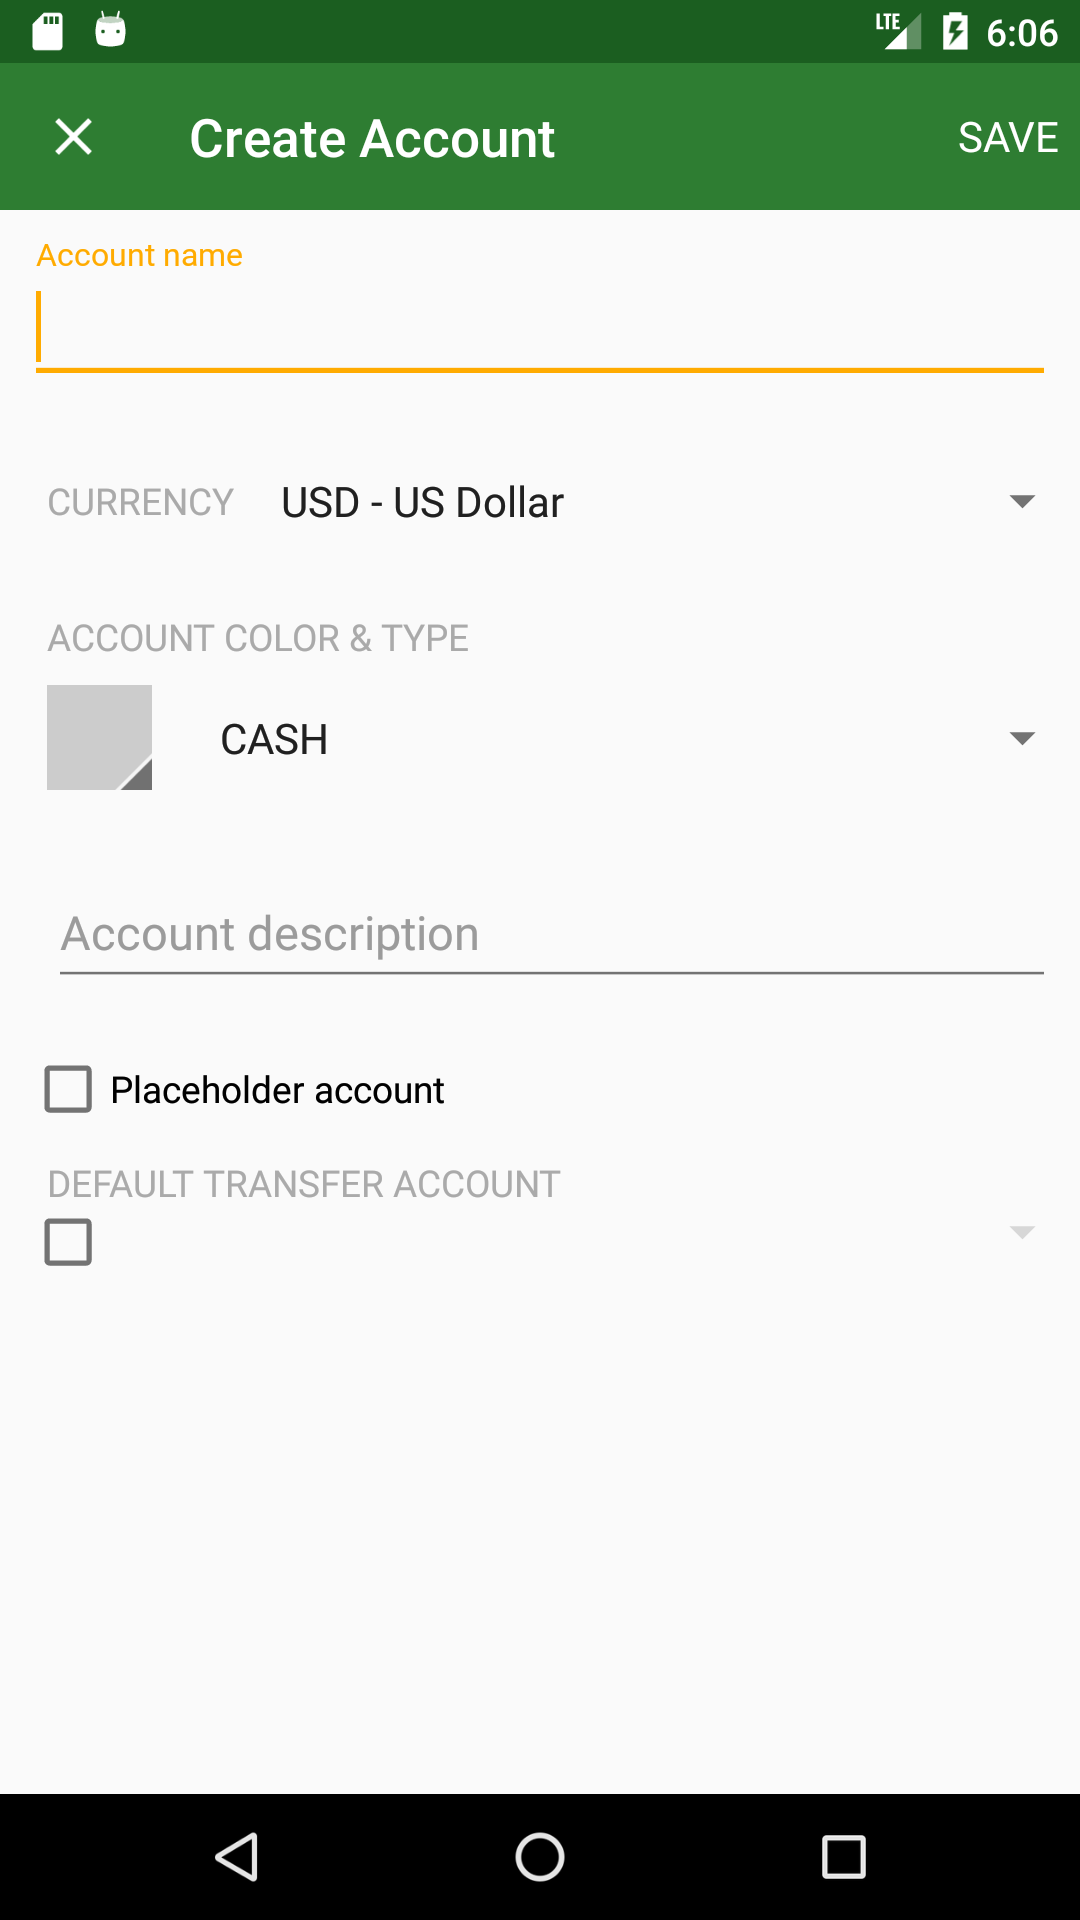 LTE 6:06
Create Account SAVE
Account name
CURRENCY USD - US Dollar
ACCOUNT COLOR & TYPE
CASH
Account description
Placeholder account
DEFAULT TRANSFER ACCOUNT